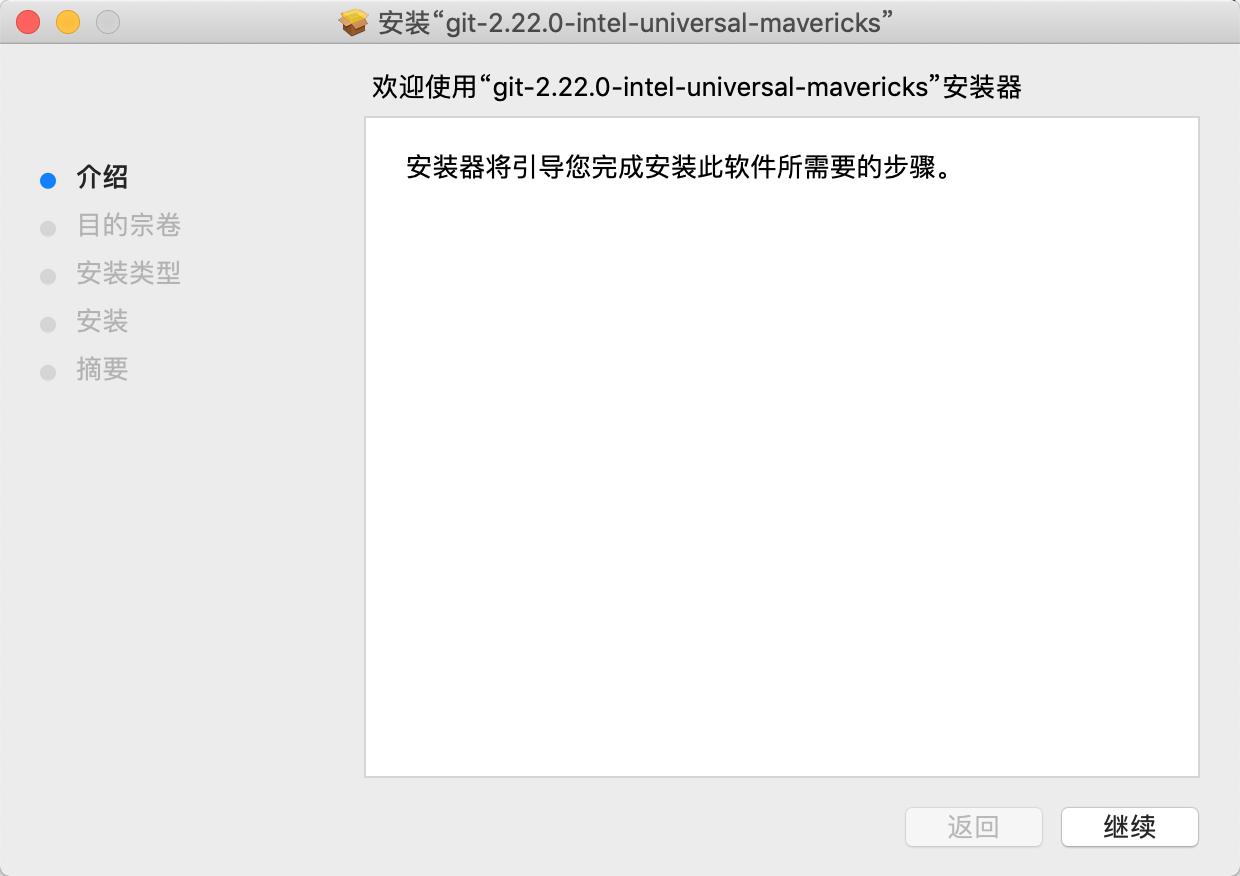 安装“git-2.22.0-intel-universal-mavericks”
欢迎使用“git-2.22.0-intel-universal-mavericks”安装器
介绍
目的宗卷
安装类型
安装
摘要
安装器将引导您完成安装此软件所需要的步骤。
返回
继续